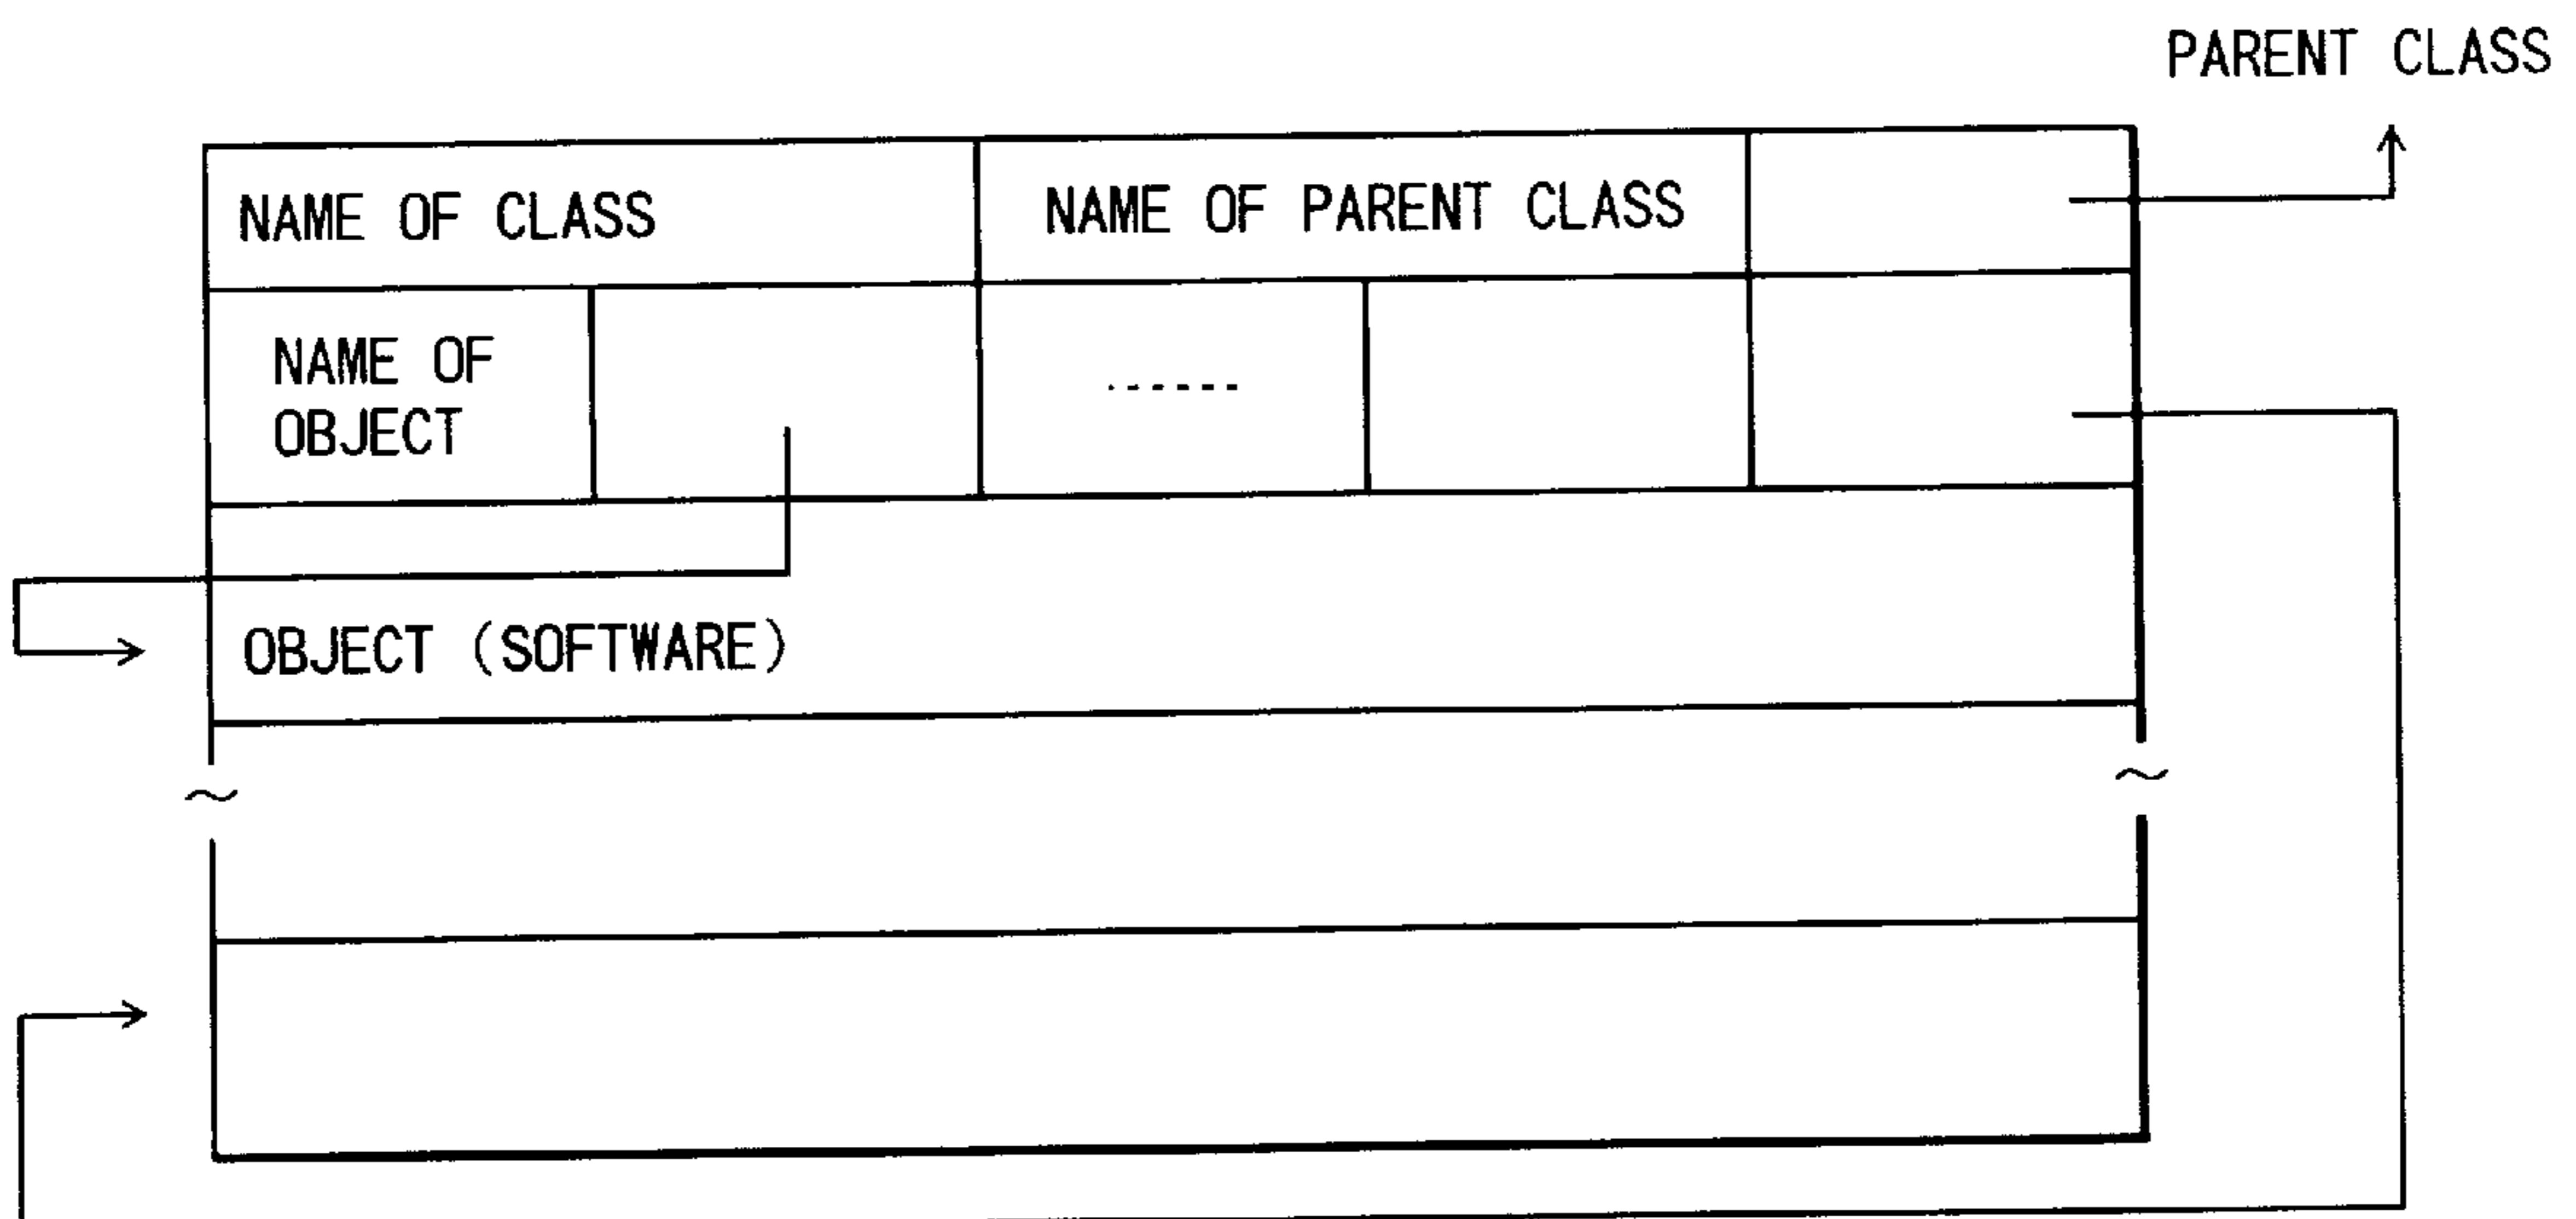 PARENT CLASS
NAME OF CLASS
NAME OF PARENT CLASS
NAME OF
OBJECT
------
OBJECT (SOFTWARE)